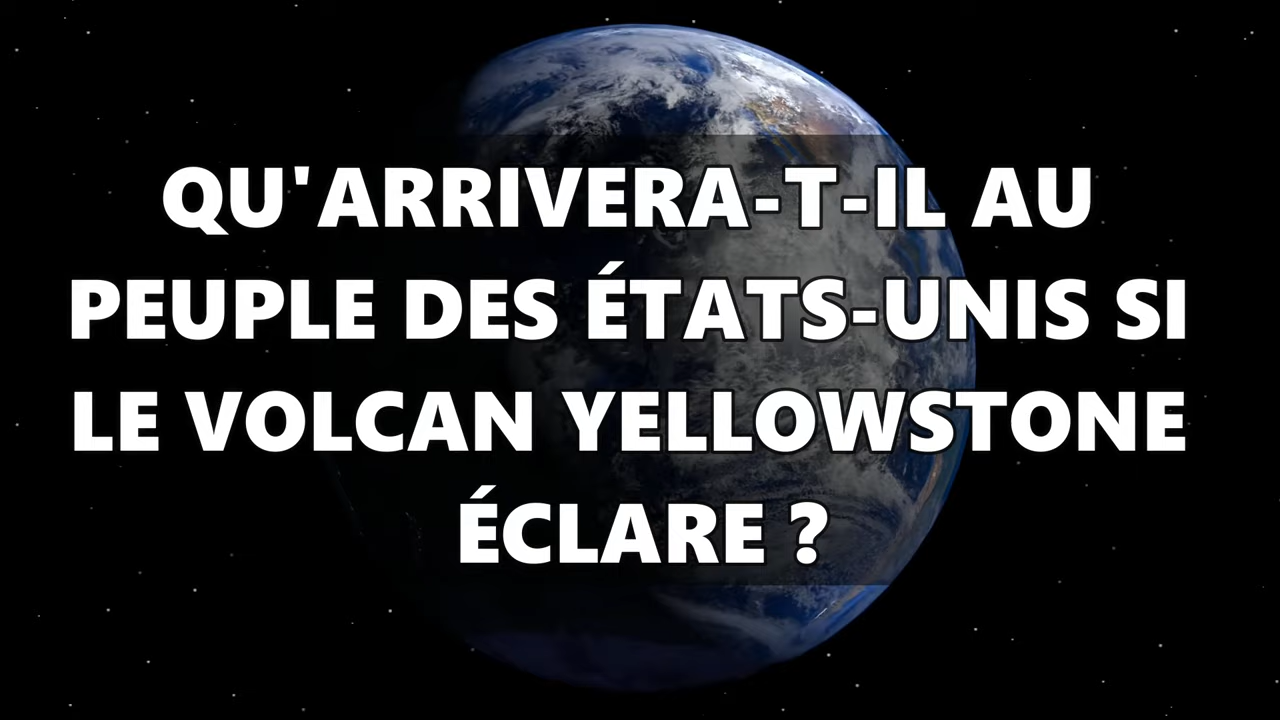 QU'ARRIVERA-T-IL AU
PEUPLE DES ÉTATS-UNIS SI
LE VOLCAN YELLOWSTONE
ÉCLARE ?